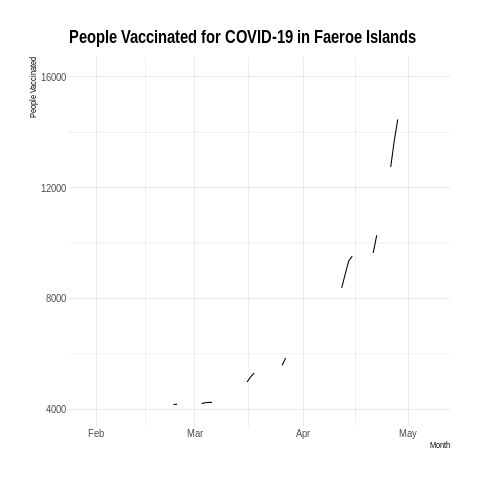 People Vaccinated for COVID-19 in Faeroe Islands
People Vaccinated
16000
12000
8000
4000
Feb Mar Apr May
Month